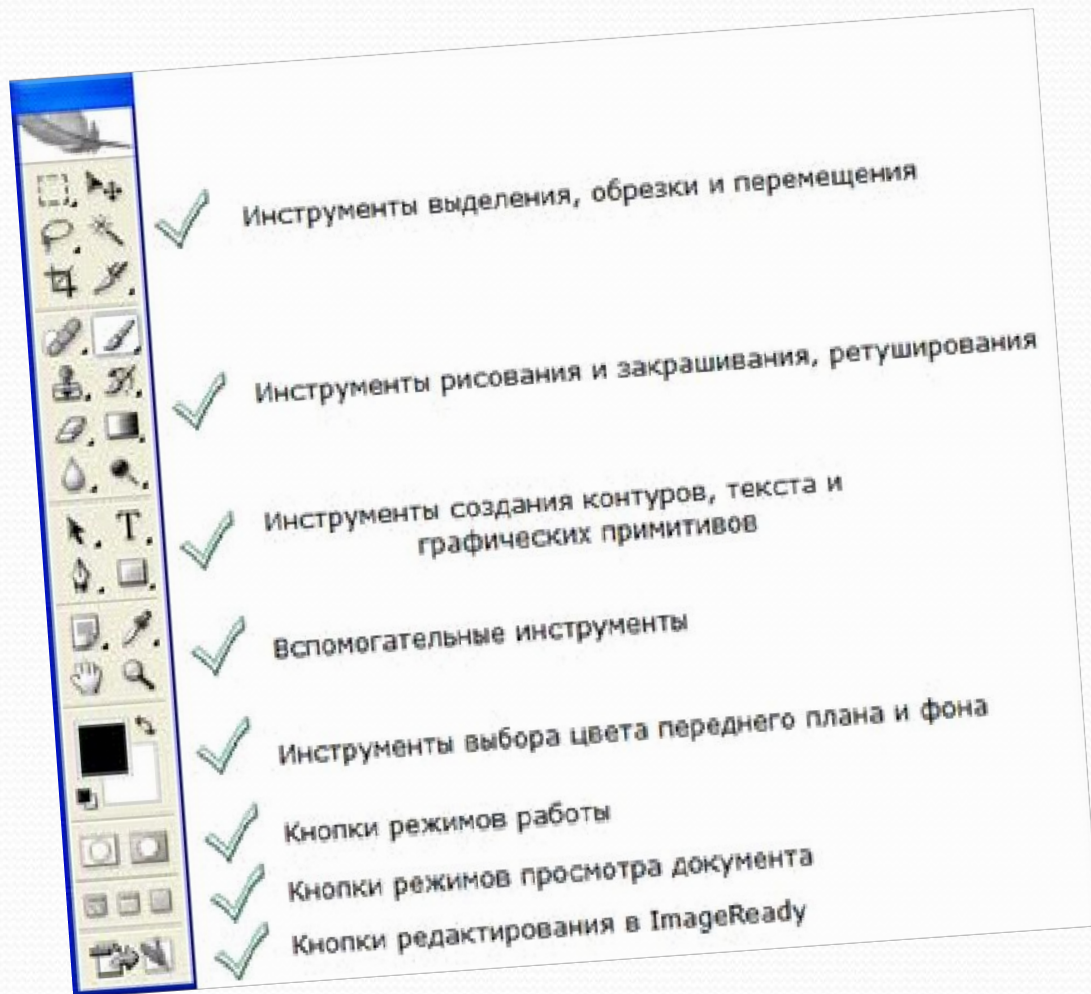 Инструменты выделения, обрезки и перемещения
Инструменты рисования и закрашивания, ретуширования
Инструменты создания контуров, текста и
графических примитивов
Вспомогательные инструменты
Инструменты выбора цвета переднего плана и фона
Кнопки режимов работы
Кнопки режимов просмотра документа
Кнопки редактирования в ImageReady